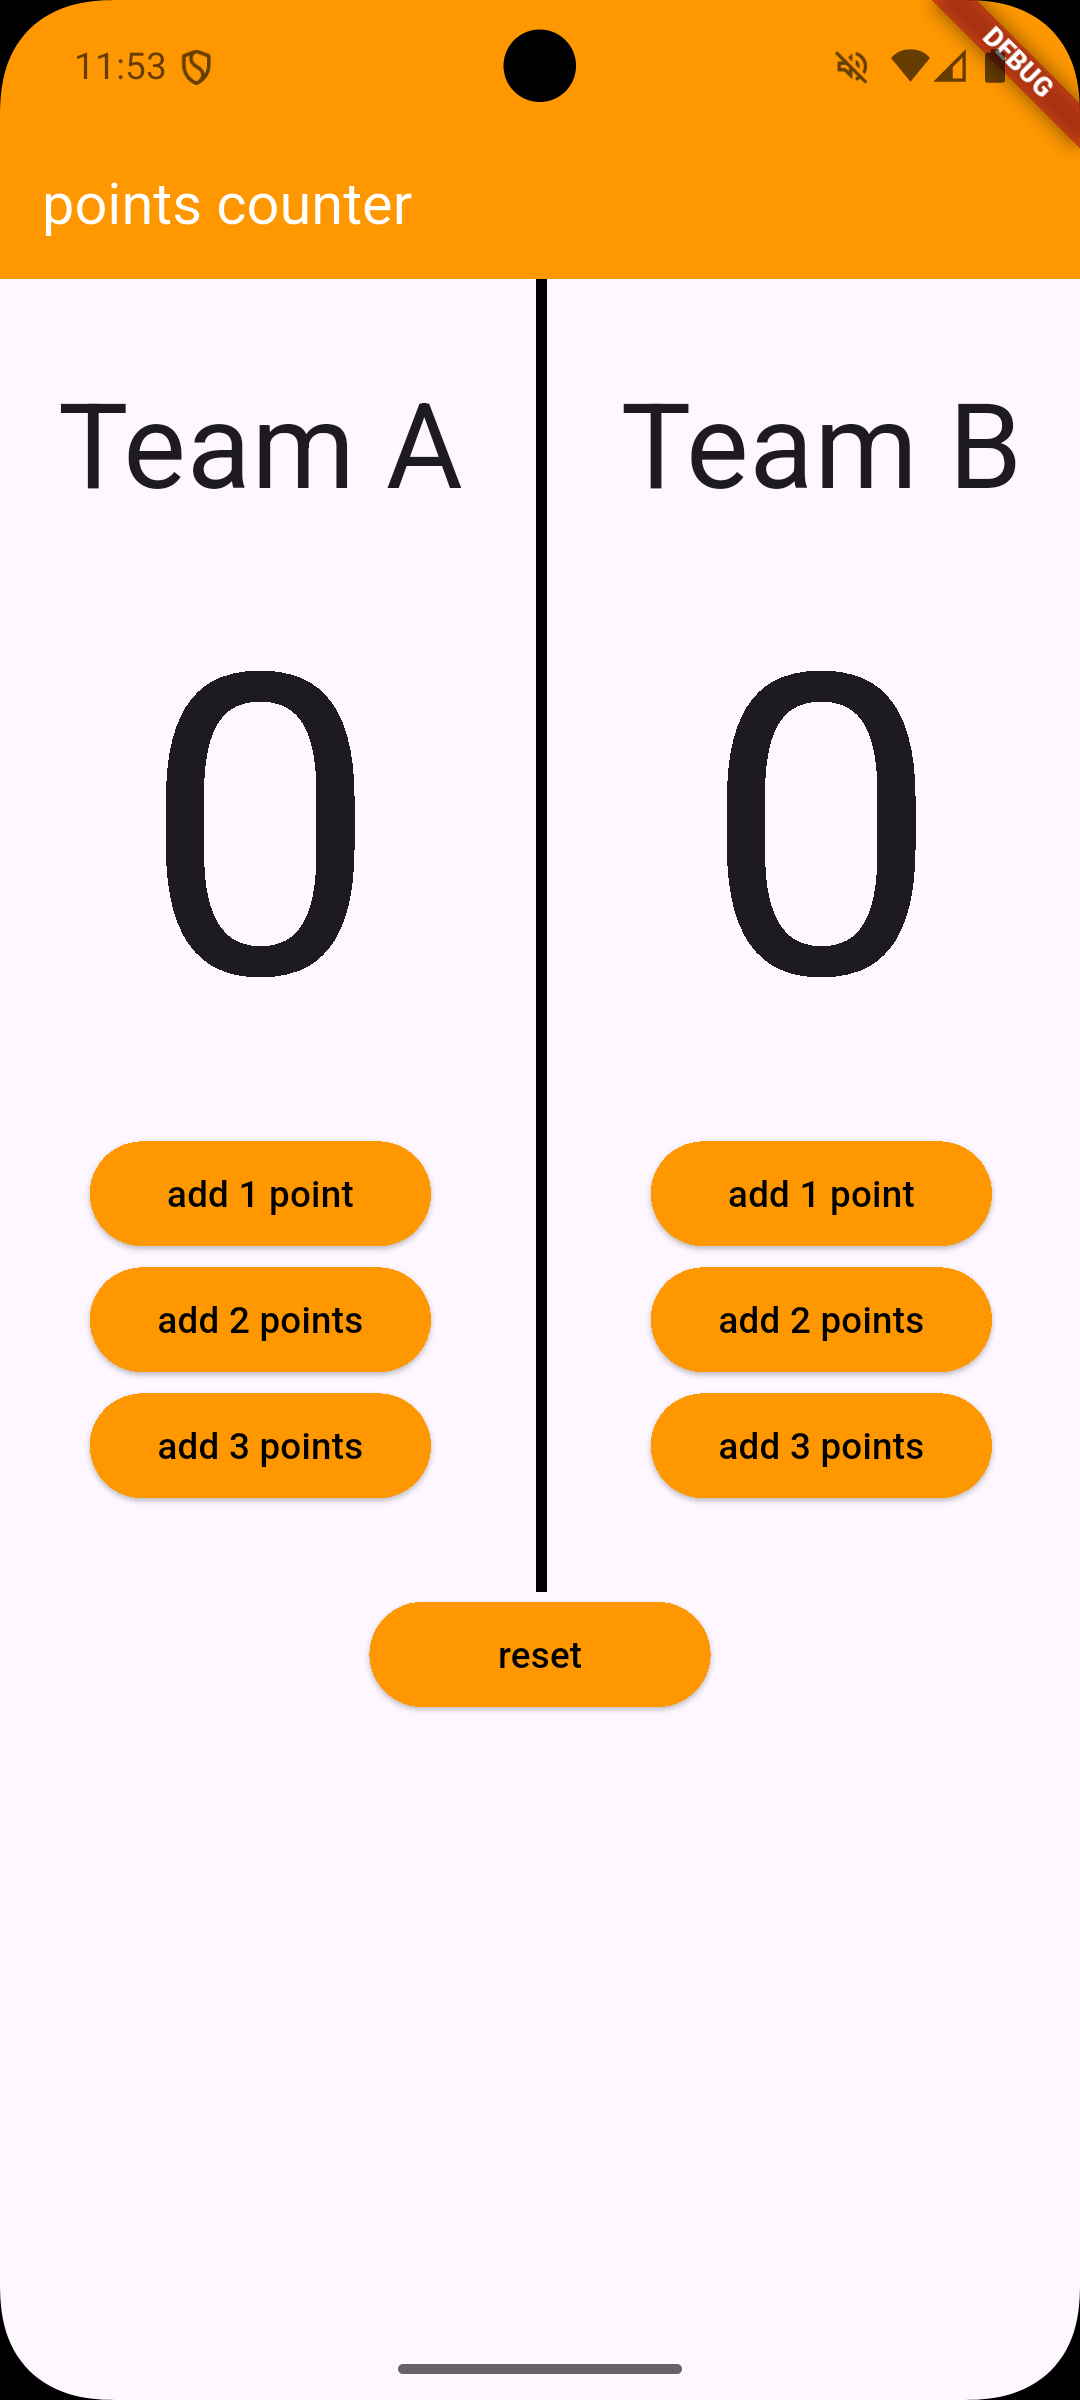 11:53
DEBUG
points counter
Team A
Team B
0
0
add 1 point
add 1 point
add 2 points
add 2 points
add 3 points
add 3 points
reset